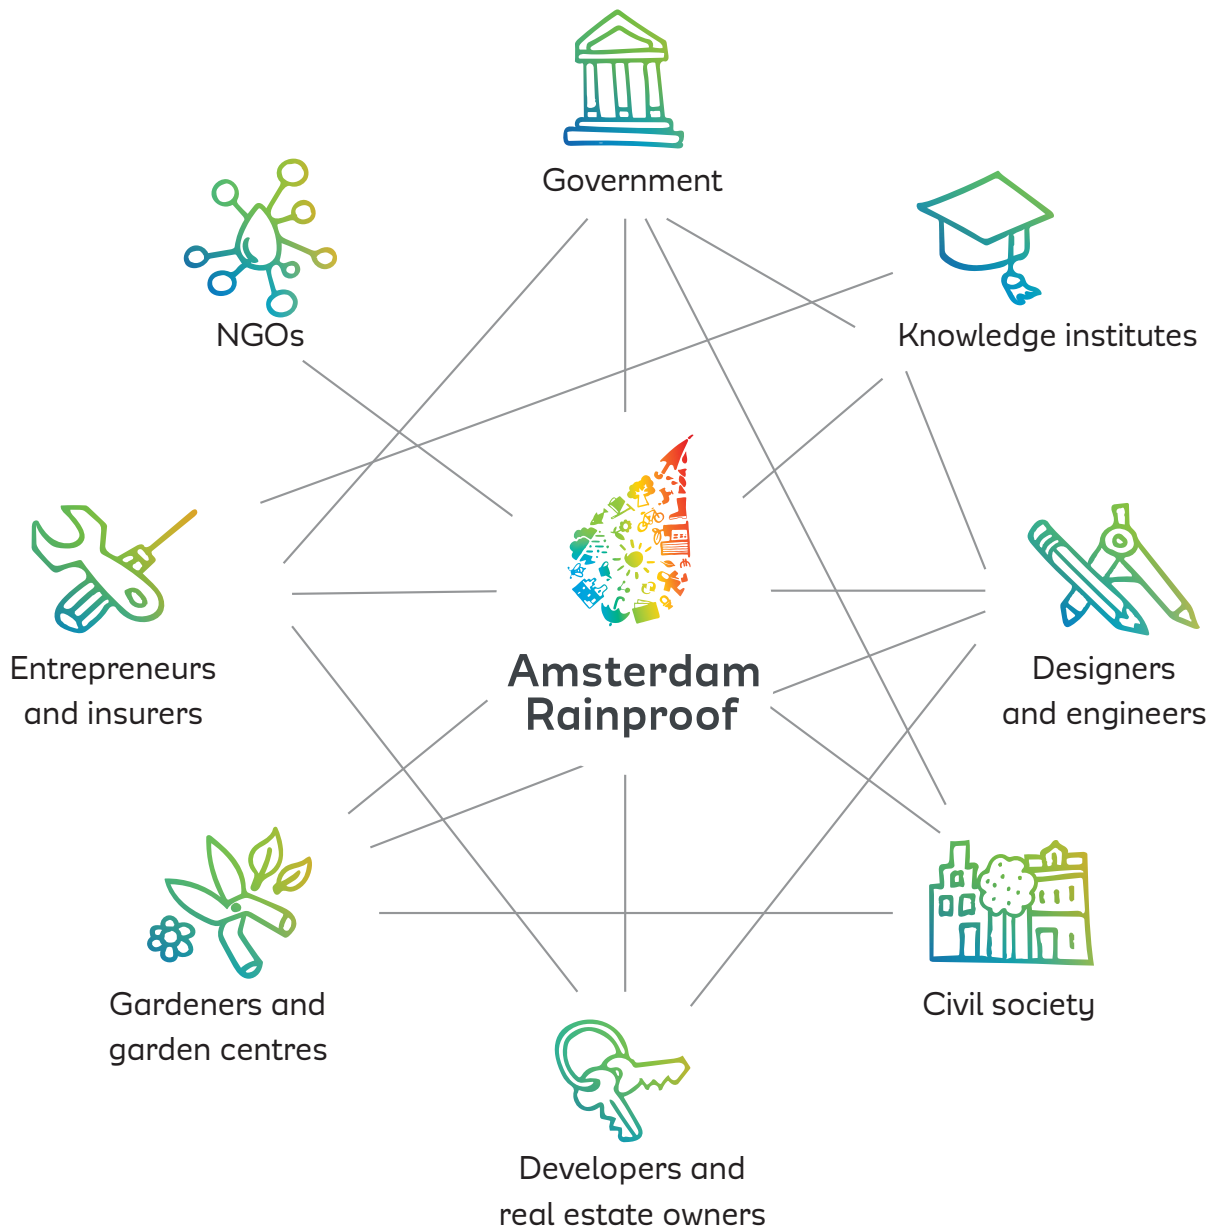 Government
NGOs
Knowledge institutes
Entrepreneurs
and insurers
Amsterdam
Rainproof
Designers
and engineers
Gardeners and
garden centres
Civil society
Developers and
real estate owners